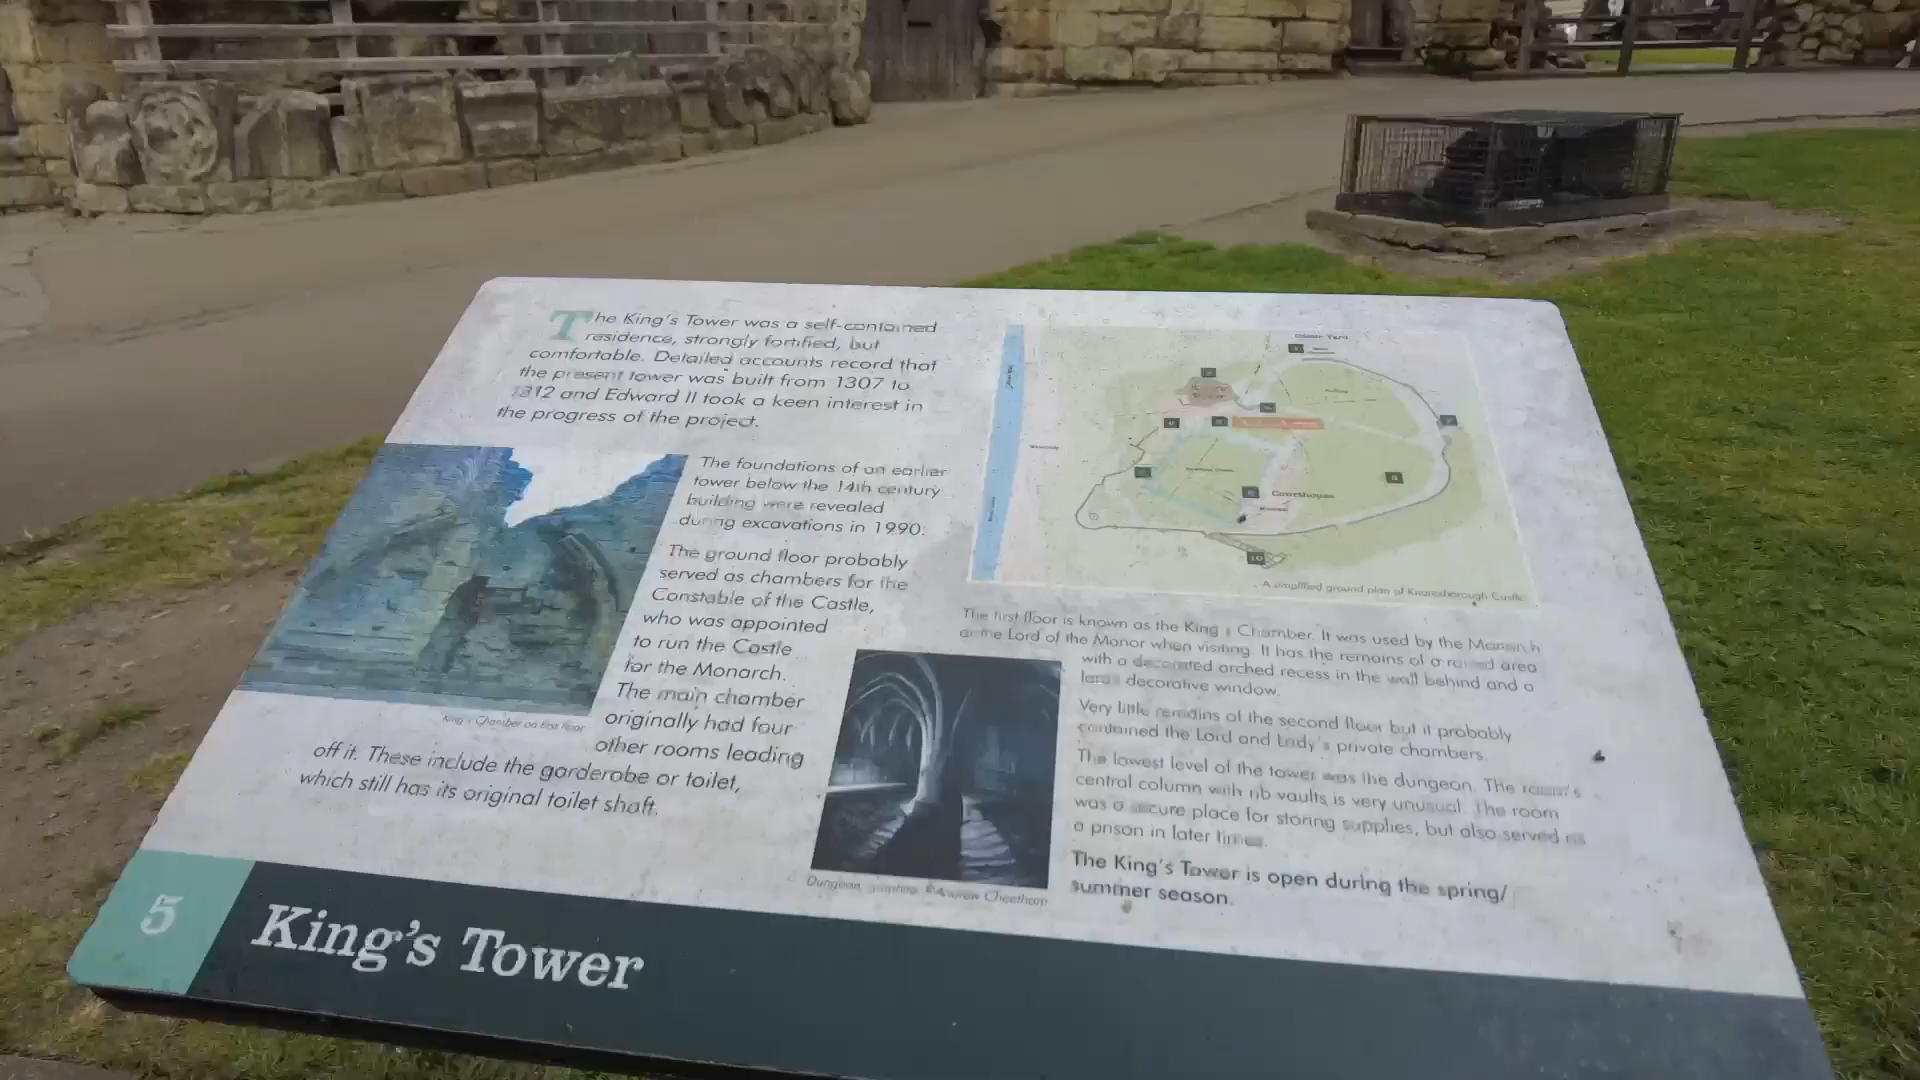 The King's Tower was a self-contained
residence, strongly fortified, but
comfortable. Detailed accounts record that
the present tower was built from 1307 to
1312 and Edward II took a keen interest in
the progress of the project.
The foundations of an earlier
tower below the 14th century
building were revealed
during excavations in 1990.
The ground floor probably
served as chambers for the
Constable of the Castle,
who was appointed
to run the Castle
for the Monarch.
The main chamber
originally had four
other rooms leading
off it. These include the garderobe or toilet,
which still has its original toilet shaft.
King's Chamber on first floor
Courthouse
10
A simplified ground plan of Knaresborough Castle
The first floor is known as the King's Chamber. It was used by the Monarch
as the Lord of the Manor when visiting. It has the remains of a raised area
with a decorated arched recess in the wall behind and a
large decorative window.
Very little remains of the second floor but it probably
contained the Lord and Lady's private chambers.
The lowest level of the tower was the dungeon. The room's
central column with rib vaults is very unusual. The room
was a secure place for storing supplies, but also served as
a prison in later times.
The King's Tower is open during the spring/
summer season.
Dungeon, graphite © Andrew Cheetham
5
King's Tower